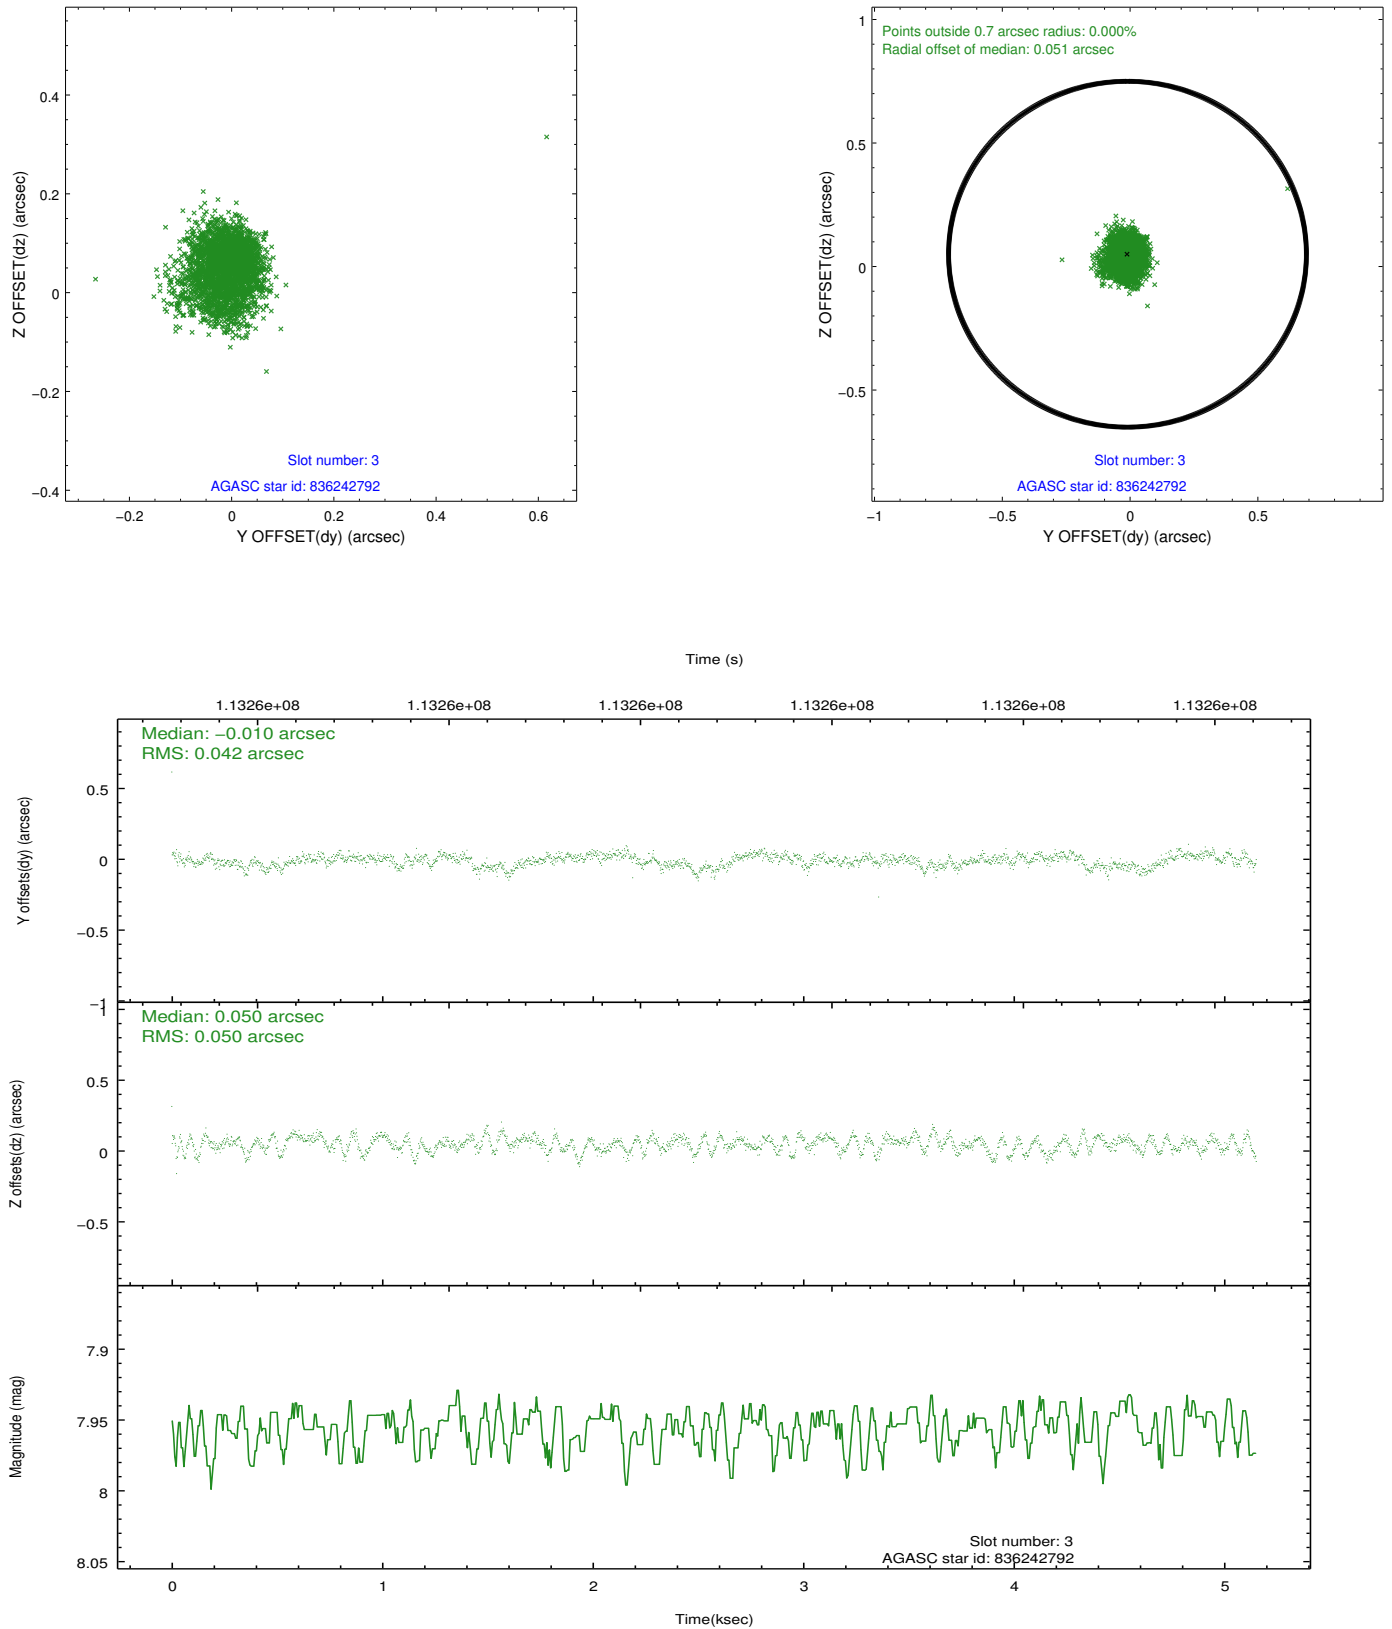 0.4
0.2
0
−0.2
−0.4
Z OFFSET(dz) (arcsec)
Slot number: 3
AGASC star id: 836242792
−0.2 0 0.2 0.4 0.6
Y OFFSET(dy) (arcsec)
Points outside 0.7 arcsec radius: 0.000%
Radial offset of median: 0.051 arcsec
1
0.5
0
−0.5
Z OFFSET(dz) (arcsec)
Slot number: 3
AGASC star id: 836242792
−1 −0.5 0 0.5
Y OFFSET(dy) (arcsec)
Time (s)
1.1326e+08 1.1326e+08 1.1326e+08 1.1326e+08 1.1326e+08 1.1326e+08
Median: −0.010 arcsec
RMS: 0.042 arcsec
0.5
0
−0.5
−1
Y offsets(dy) (arcsec)
Median: 0.050 arcsec
RMS: 0.050 arcsec
1
0.5
0
−0.5
Z offsets(dz) (arcsec)
7.9
7.95
8
8.05
Magnitude (mag)
Slot number: 3
AGASC star id: 836242792
0 1 2 3 4 5
Time(ksec)